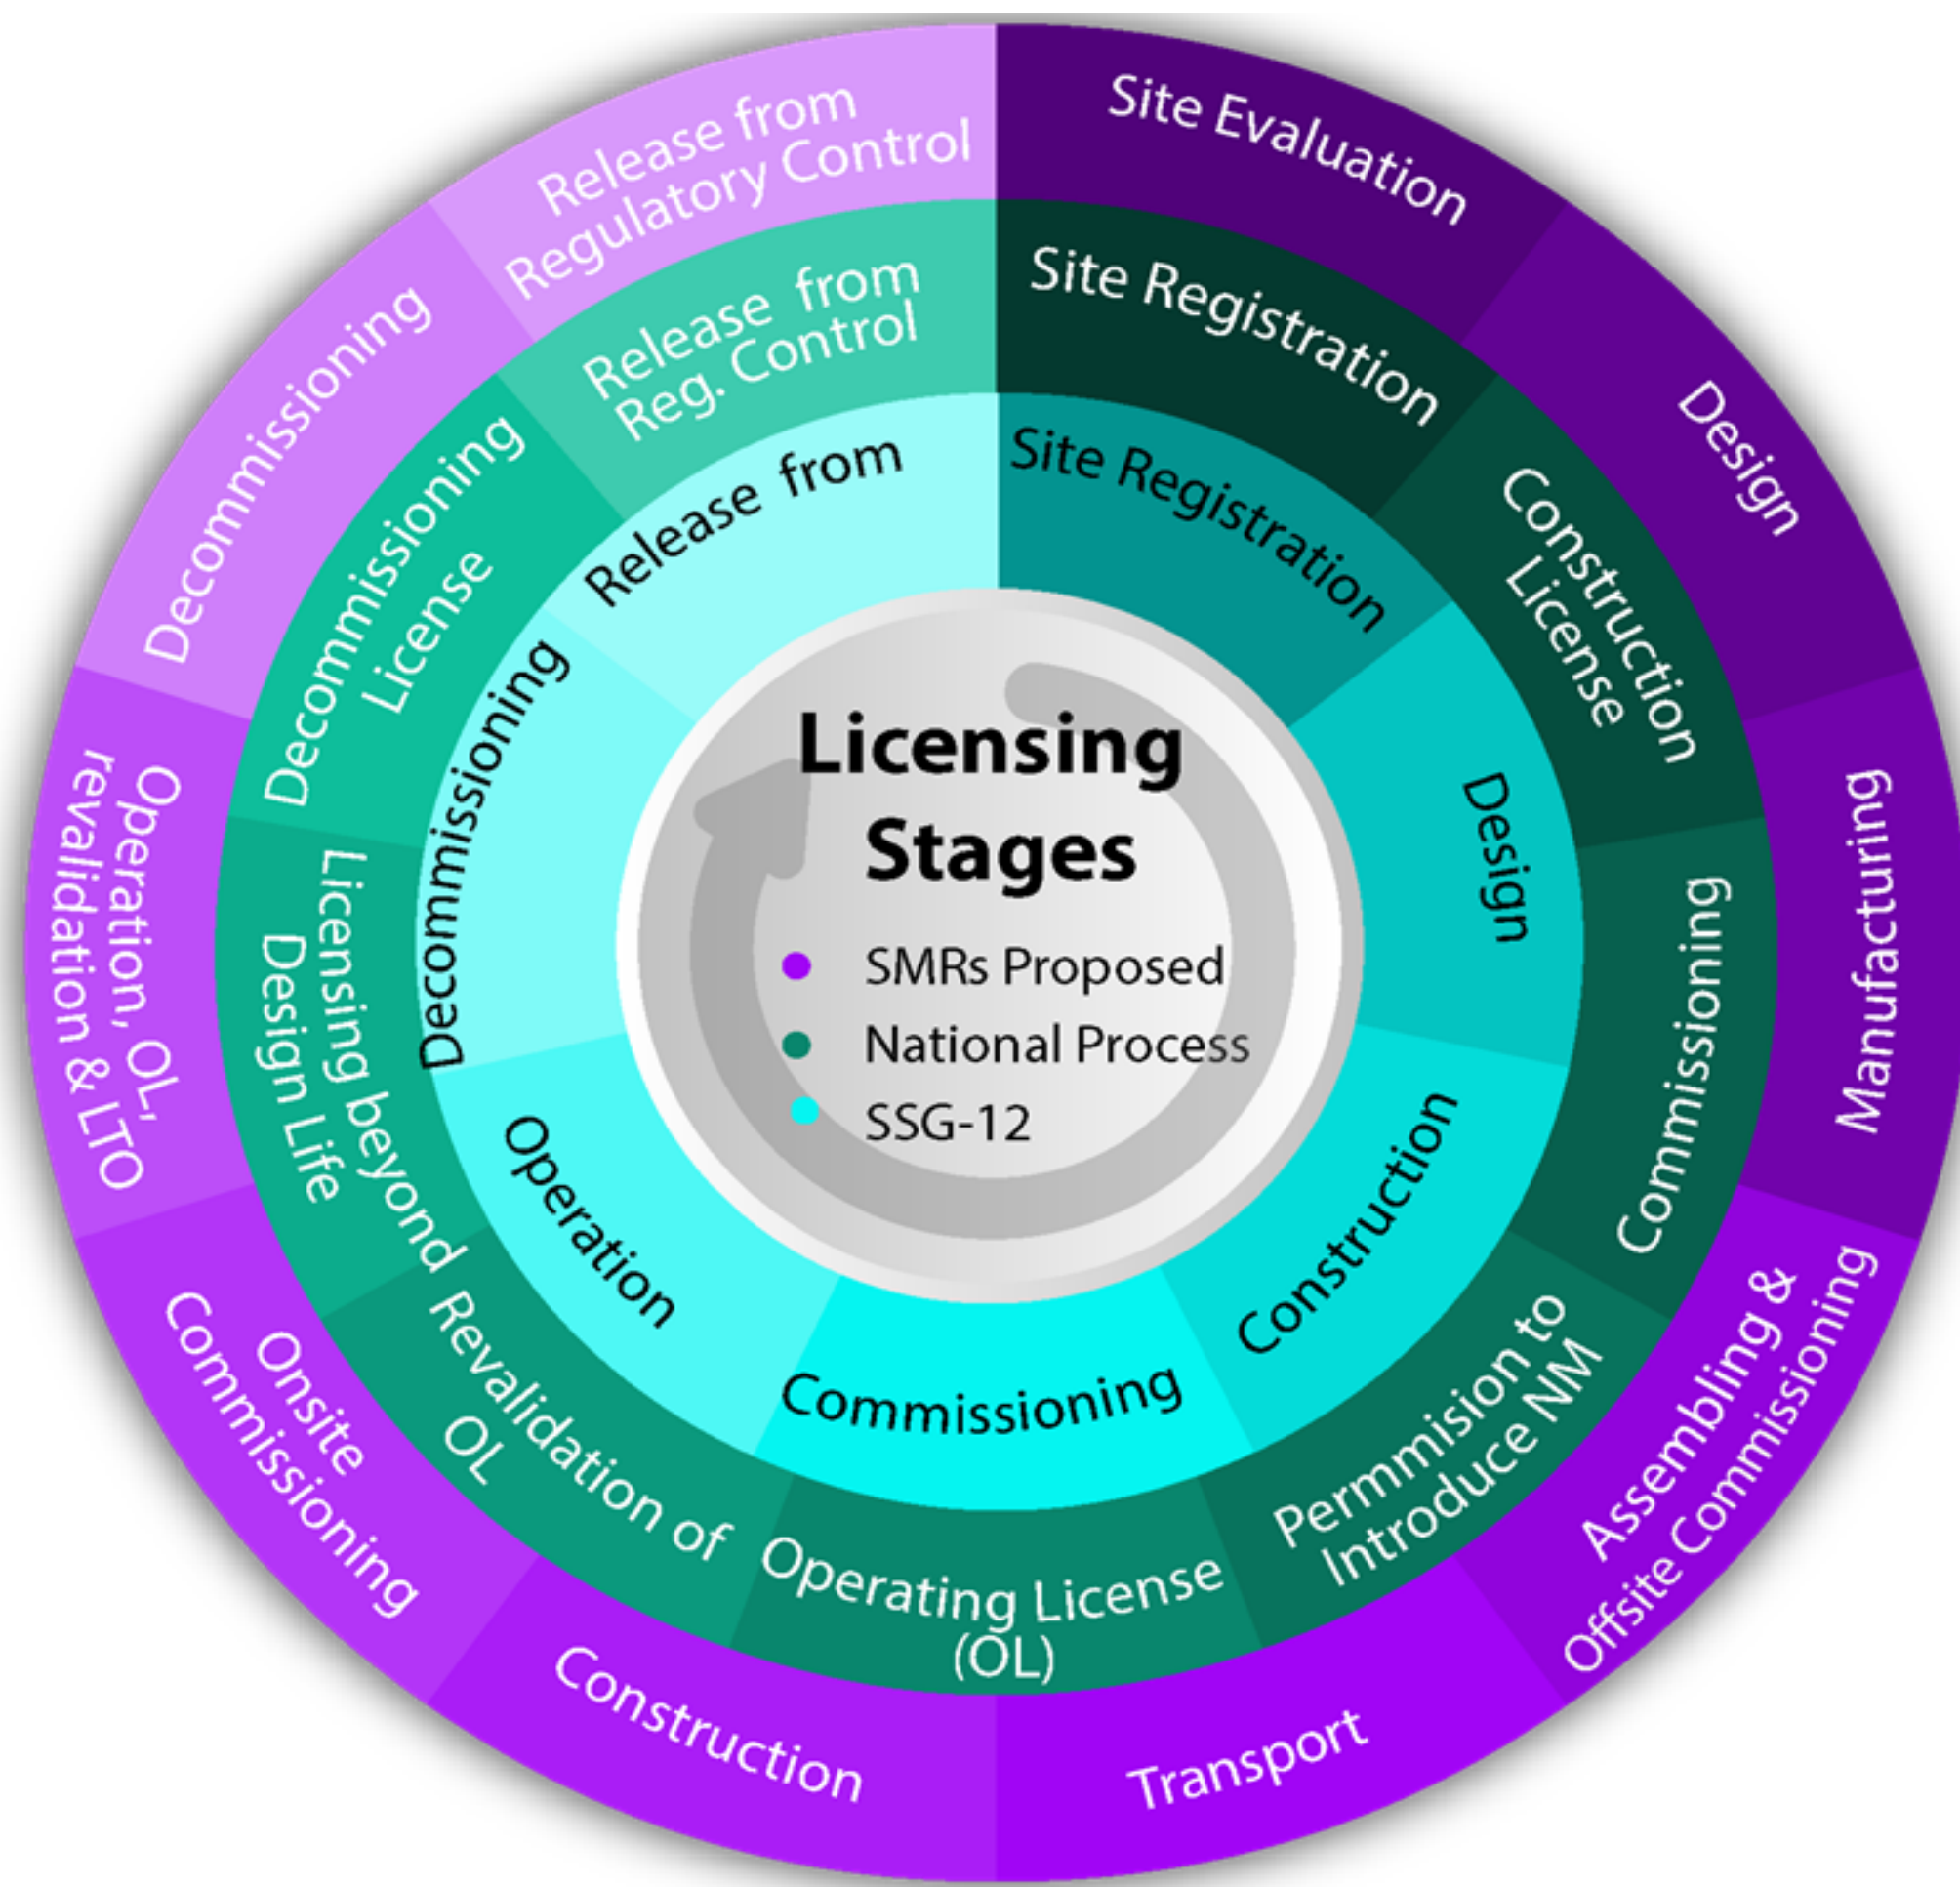 Licensing
Stages
SMRs Proposed
National Process
SSG-12
Site Evaluation
Design
Manufacturing
Assembling &
Offsite Commissioning
Transport
Construction
Onsite
Commissioning
Operation, OL,
revalidation & LTO
Decommissioning
Release from
Regulatory Control
Site Registration
Construction
License
Commissioning
Permmision to
Introduce NM
Operating License
(OL)
Revalidation of
OL
Licensing beyond
Design Life
Decommissioning
License
Release from
Reg. Control
Site Registration
Design
Construction
Commissioning
Operation
Decommissioning
Release from